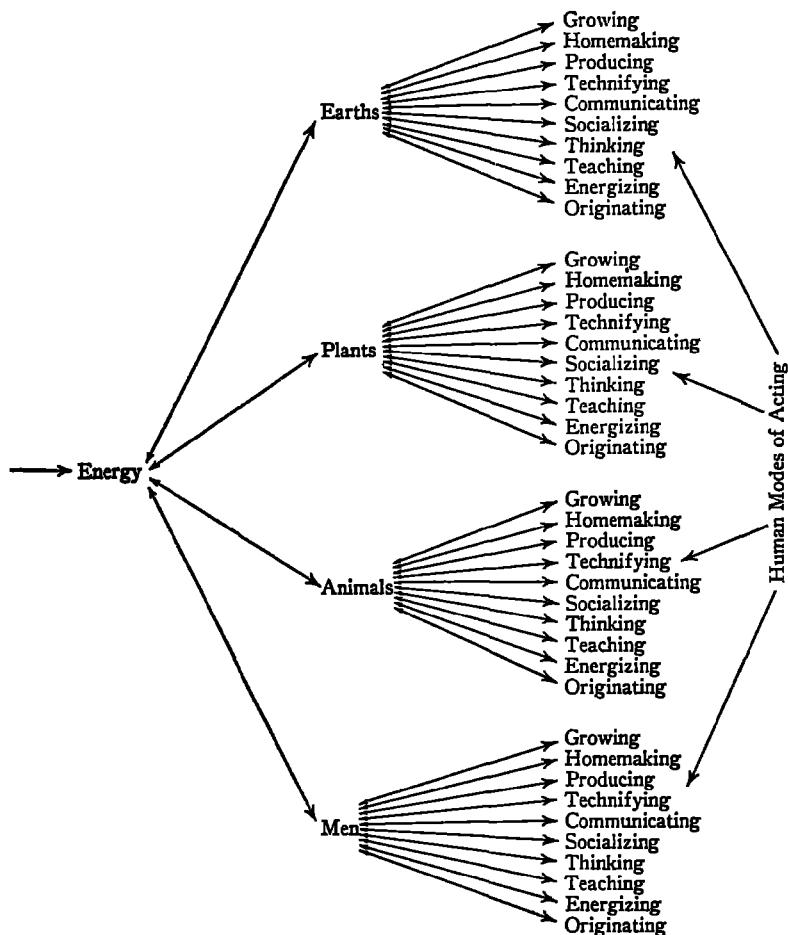 Energy
Earths
Growing
Homemaking
Producing
Technifying
Communicating
Socializing
Thinking
Teaching
Energizing
Originating
Plants
Growing
Homemaking
Producing
Technifying
Communicating
Socializing
Thinking
Teaching
Energizing
Originating
Animals
Growing
Homemaking
Producing
Technifying
Communicating
Socializing
Thinking
Teaching
Energizing
Originating
Men
Growing
Homemaking
Producing
Technifying
Communicating
Socializing
Thinking
Teaching
Energizing
Originating
Human Modes of Acting